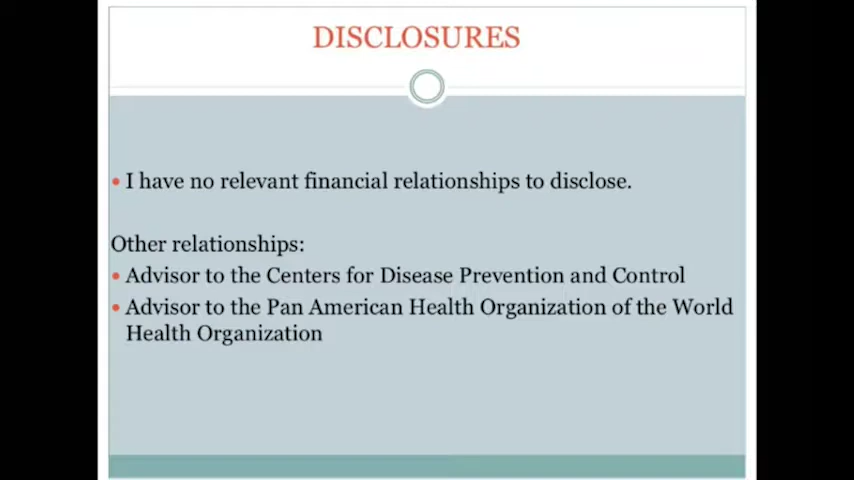 DISCLOSURES
• I have no relevant financial relationships to disclose.
Other relationships:
• Advisor to the Centers for Disease Prevention and Control
• Advisor to the Pan American Health Organization of the World
Health Organization